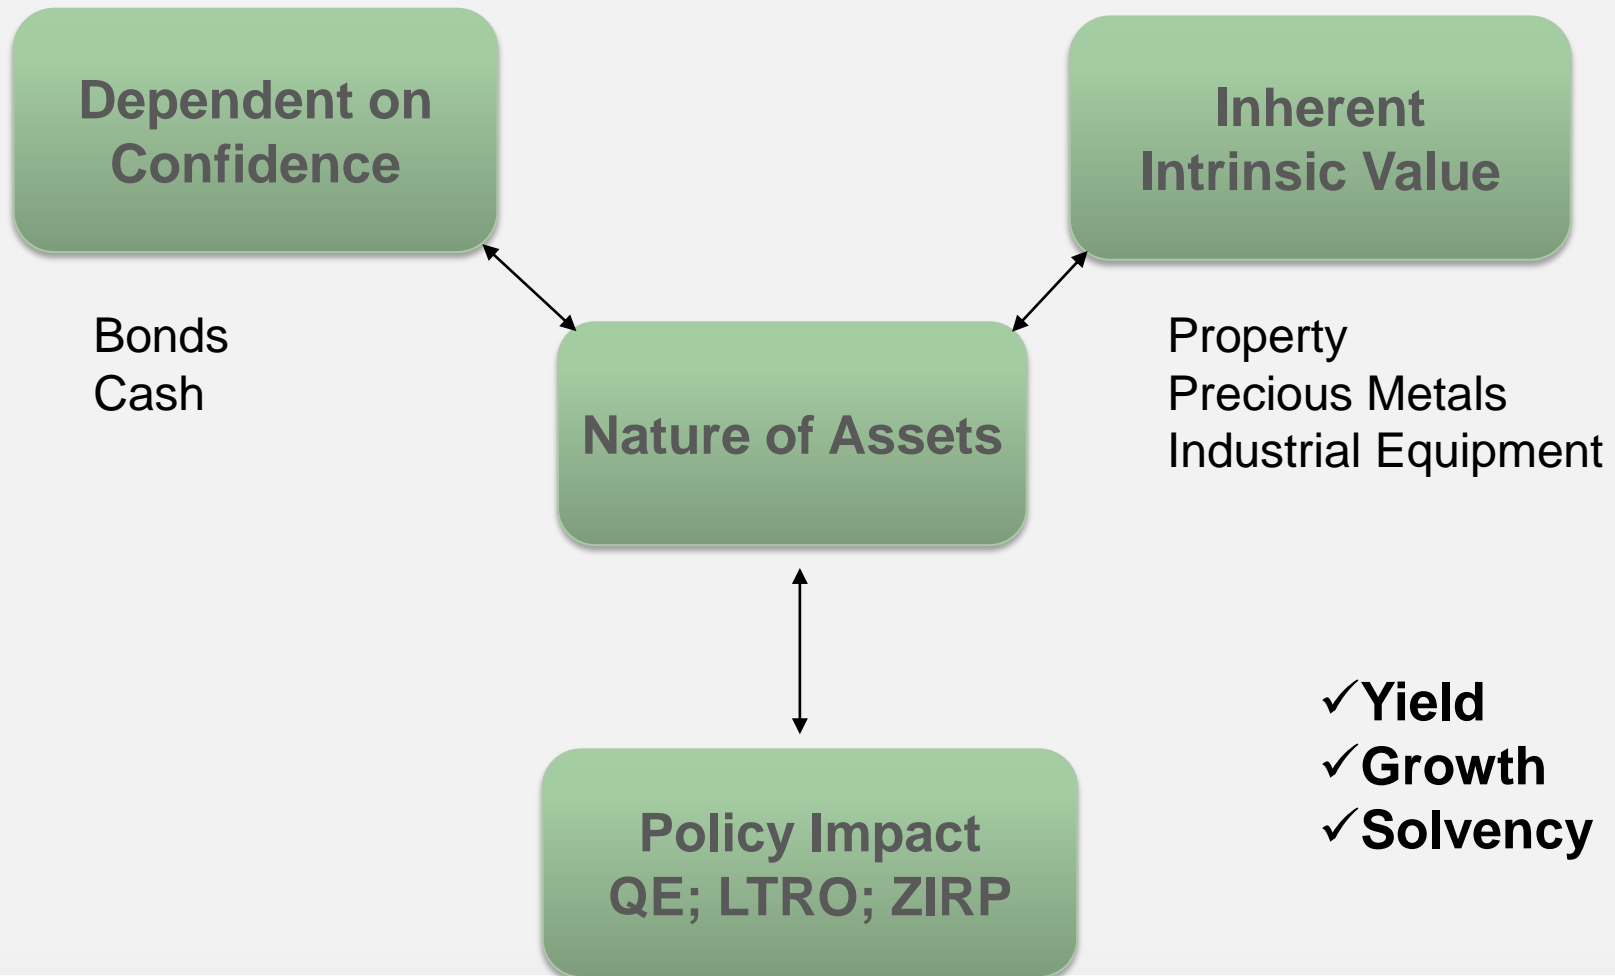 Dependent on
Confidence
Inherent
Intrinsic Value
Bonds
Cash
Property
Precious Metals
Industrial Equipment
Nature of Assets
✓Yield
✓Growth
✓Solvency
Policy Impact
QE; LTRO; ZIRP